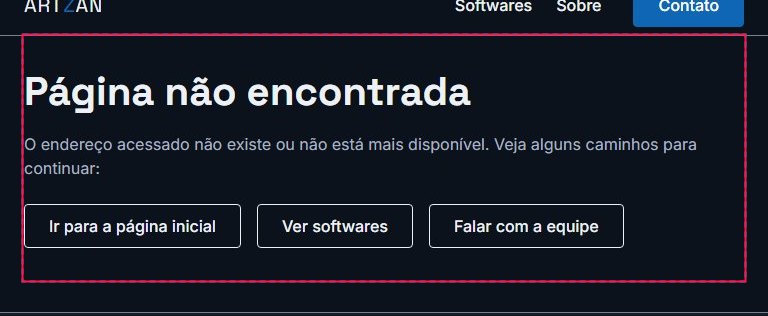 ARTZAN
Softwares Sobre Contato
Página não encontrada
O endereço acessado não existe ou não está mais disponível. Veja alguns caminhos para
continuar:
Ir para a página inicial Ver softwares Falar com a equipe